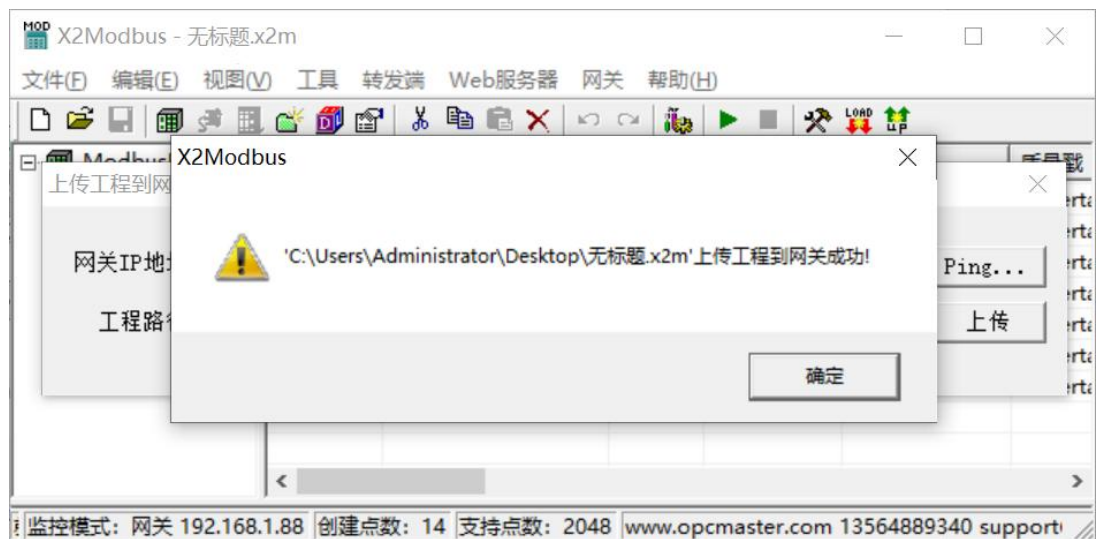 MOD X2Modbus - 无标题.x2m
文件(F) 编辑(E) 视图(V) 工具 转发端 Web服务器 网关 帮助(H)
LOAD UP
X2Modbus
上传工程到网
质量戳
网关IP地
'C:\Users\Administrator\Desktop\无标题.x2m'上传工程到网关成功!
Ping...
工程路
上传
确定
监控模式: 网关 192.168.1.88 创建点数: 14 支持点数: 2048 www.opcmaster.com 13564889340 support